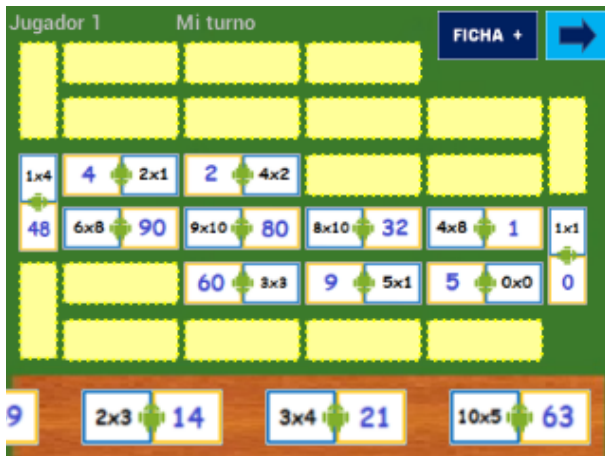 Jugador 1 Mi turno FICHA +
1x4 4 2x1 2 4x2
48 6x8 90 9x10 80 8x10 32 4x8 1 1x1
60 3x3 9 5x1 5 0x0 0
9 2x3 14 3x4 21 10x5 63